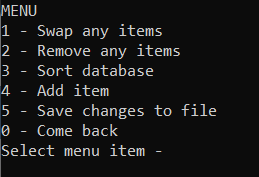 MENU
1 - Swap any items
2 - Remove any items
3 - Sort database
4 - Add item
5 - Save changes to file
0 - Come back
Select menu item -